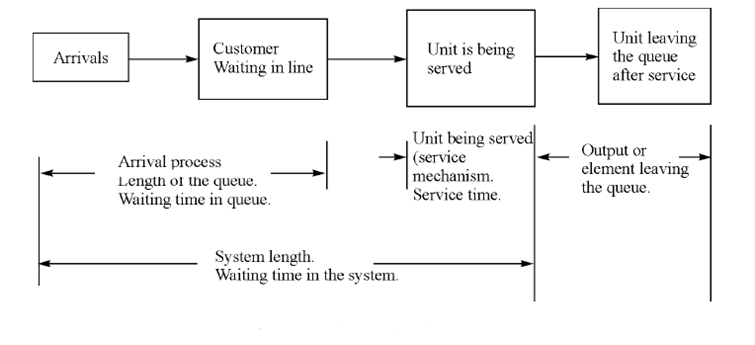 Arrivals
Customer
Waiting in line
Unit is being
served
Unit leaving
the queue
after service
Arrival process
Length of the queue.
Waiting time in queue.
Unit being served
(service
mechanism.
Service time.
Output or
element leaving
the queue.
System length.
Waiting time in the system.